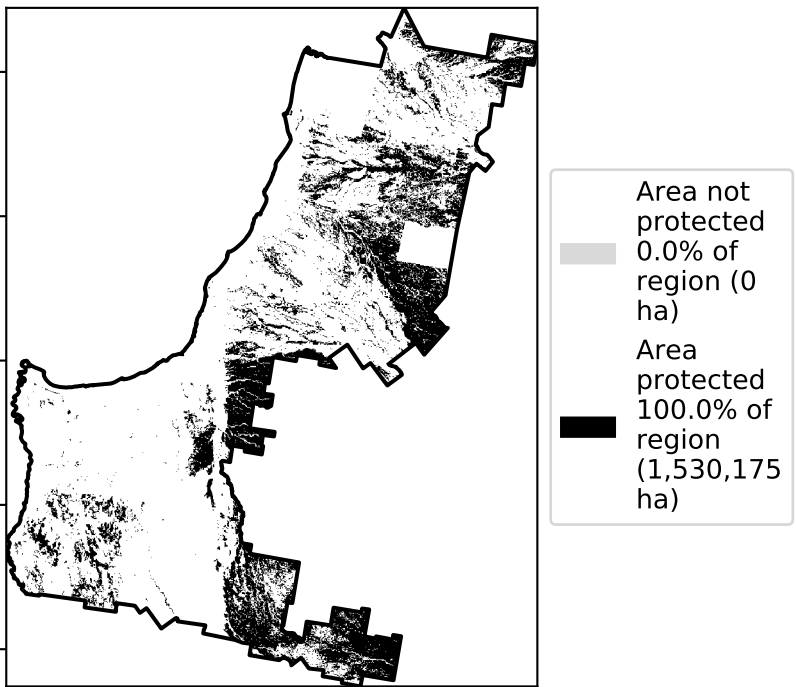 Area not
protected
0.0% of
region (0
ha)
Area
protected
100.0% of
region
(1,530,175
ha)